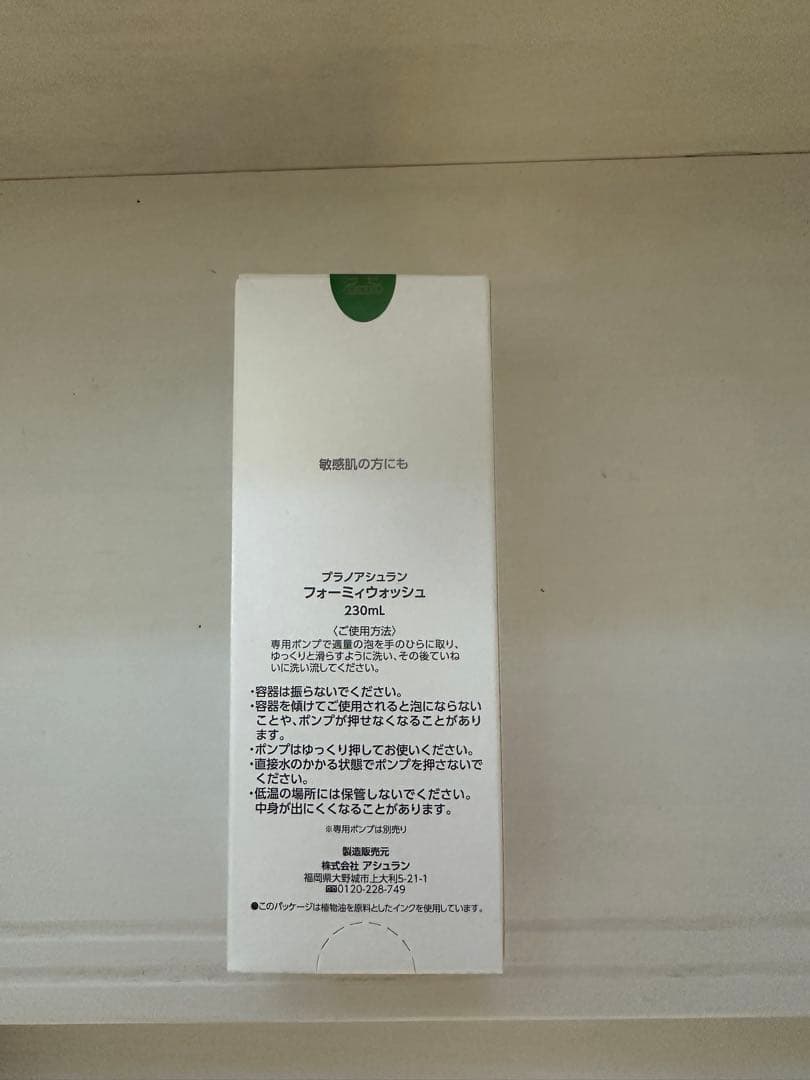 敏感肌の方にも
プラノアシュラン
フォーミィウォッシュ
230mL
〈ご使用方法〉
専用ポンプで適量の泡を手のひらに取り、
ゆっくりと滑らすように洗い、その後ていね
いに洗い流してください。
・容器は振らないでください。
・容器を傾けてご使用されると泡にならない
ことや、ポンプが押せなくなることがあり
ます。
・ポンプはゆっくり押してお使いください。
・直接水のかかる状態でポンプを押さないで
ください。
・低温の場所には保管しないでください。
中身が出にくくなることがあります。
※専用ポンプは別売り
製造販売元
株式会社 アシュラン
福岡県大野城市上大利5-21-1
0120-228-749
●このパッケージは植物油を原料としたインクを使用しています。